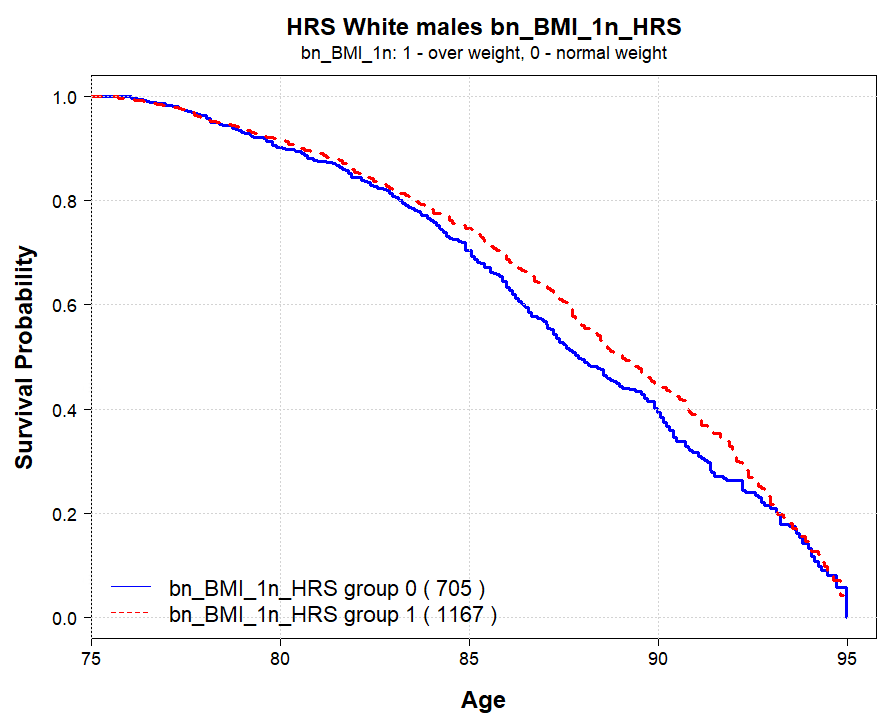 HRS White males bn_BMI_1n_HRS
bn_BMI_1n: 1 - over weight, 0 - normal weight
Survival Probability
1.0
0.8
0.6
0.4
0.2
0.0
bn_BMI_1n_HRS group 0 ( 705 )
bn_BMI_1n_HRS group 1 ( 1167 )
75 80 85 90 95
Age